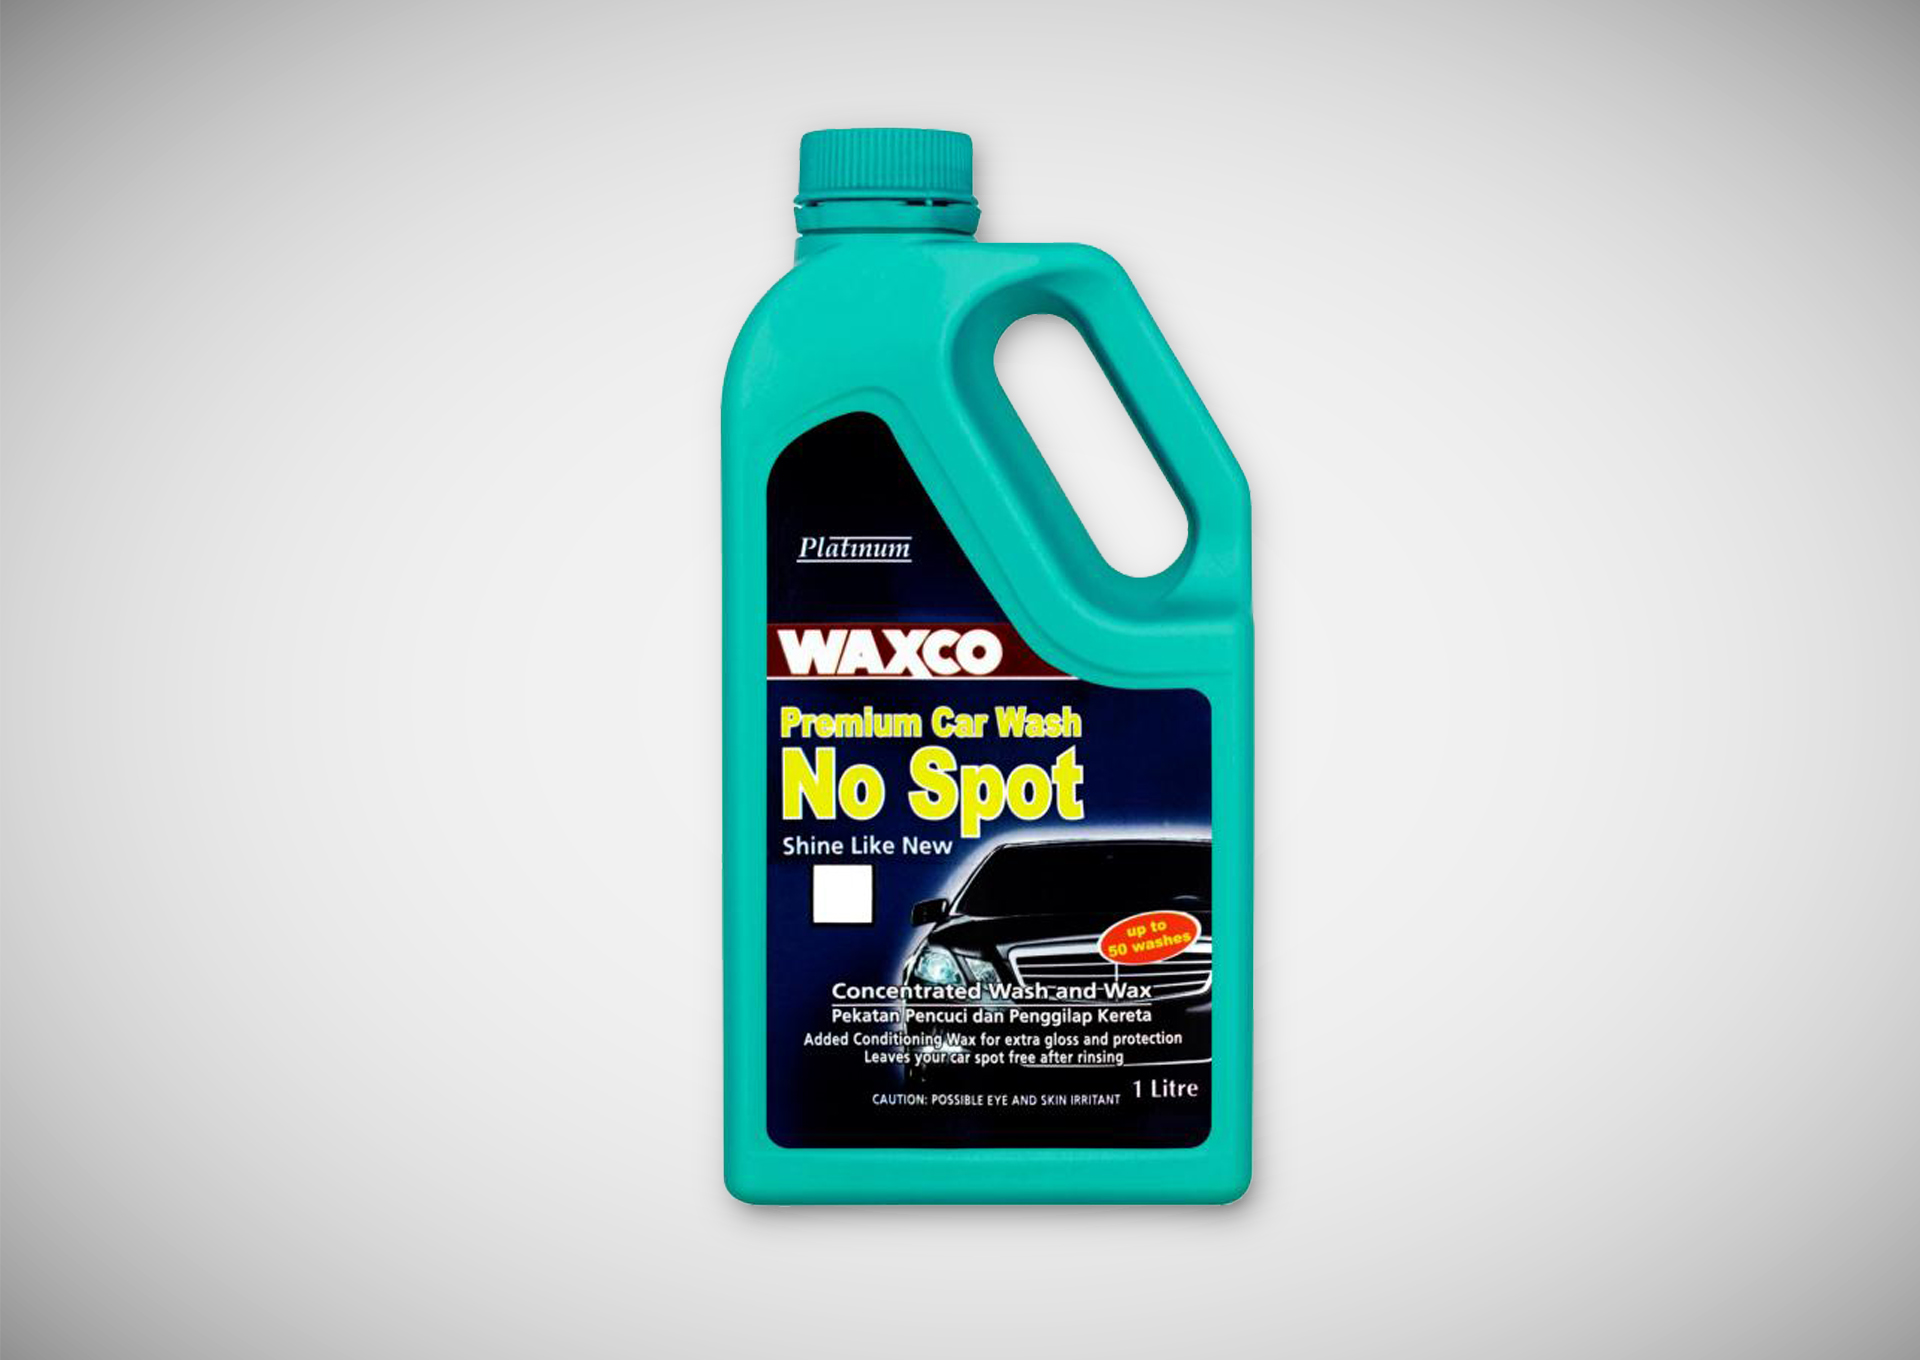 Platinum
WAXCO
Premium Car Wash
No Spot
Shine Like New
up to
50 washes
Concentrated Wash and Wax
Pekatan Pencuci dan Penggilap Kereta
Added Conditioning Wax for extra gloss and protection
Leaves your car spot free after rinsing
CAUTION: POSSIBLE EYE AND SKIN IRRITANT
1 Litre